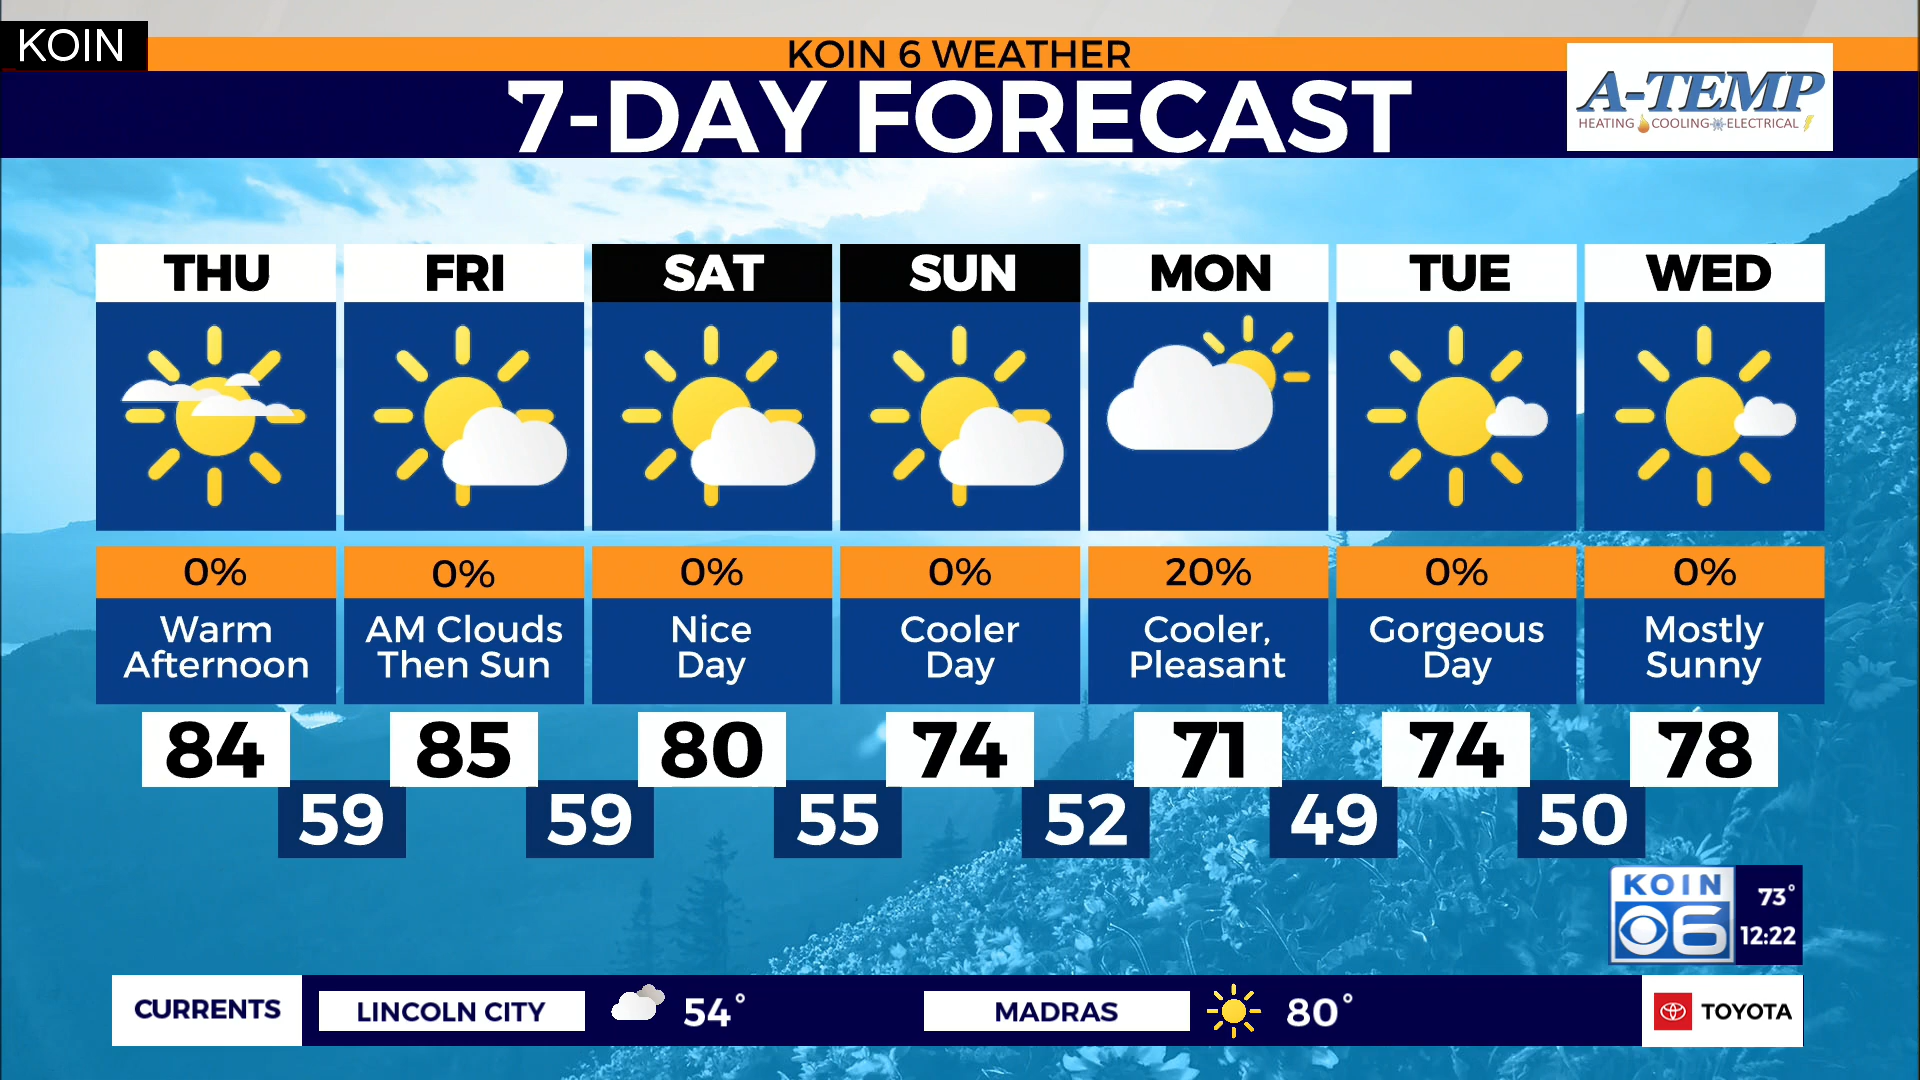 KOIN
KOIN 6 WEATHER
7-DAY FORECAST
A-TEMP
HEATING COOLING ELECTRICAL
THU FRI SAT SUN MON TUE WED
0% 0% 0% 0% 20% 0% 0%
Warm AM Clouds Nice Cooler Cooler, Gorgeous Mostly
Afternoon Then Sun Day Day Pleasant Day Sunny
84 85 80 74 71 74 78
59 59 55 52 49 50
KOIN 73°
6 12:22
CURRENTS LINCOLN CITY 54° MADRAS 80° TOYOTA